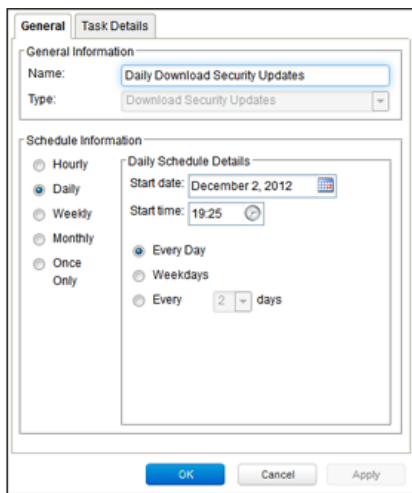 General Task Details
General Information
Name: Daily Download Security Updates
Type: Download Security Updates
Schedule Information
Hourly
Daily
Weekly
Monthly
Once
Only
Daily Schedule Details
Start date: December 2, 2012
Start time: 19:25
Every Day
Weekdays
Every 2 days
OK Cancel Apply